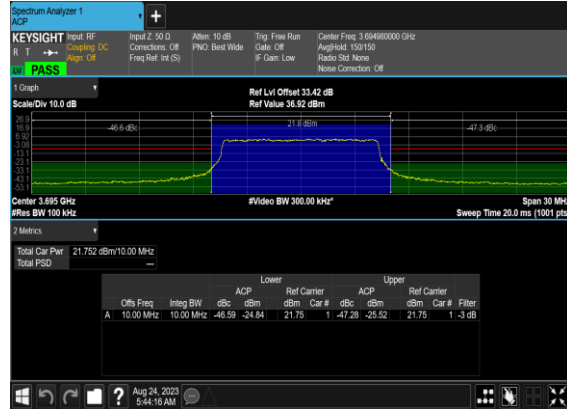 Spectrum Analyzer 1
ACP
+
KEYSIGHT Input: RF Input Z: 50 Ω Atten: 10 dB Trig: Free Run Center Freq: 3.694980000 GHz
R T Coupling: DC Corrections: Off PNO: Best Wide Gate: Off Avg|Hold: 150/150
Align: Off Freq Ref: Int (S) IF Gain: Low Radio Std: None
LW PASS Noise Correction: Off
1 Graph Ref Lvl Offset 33.42 dB
Scale/Div 10.0 dB Ref Value 36.92 dBm
26.9
16.9 -46.6 dBc 21.8 dBm -47.3 dBc
6.92
-3.08
-13.1
-23.1
-33.1
-43.1
-53.1
Center 3.695 GHz #Video BW 300.00 kHz* Span 30 MHz
#Res BW 100 kHz Sweep Time 20.0 ms (1001 pts)
2 Metrics
Total Car Pwr 21.752 dBm/10.00 MHz
Total PSD ---
Lower Upper
ACP Ref Carrier ACP Ref Carrier
Offs Freq Integ BW dBc dBm dBm Car # dBc dBm dBm Car # Filter
A 10.00 MHz 10.00 MHz -46.59 -24.84 21.75 1 -47.28 -25.52 21.75 1 -3 dB
? Aug 24, 2023
5:44:16 AM